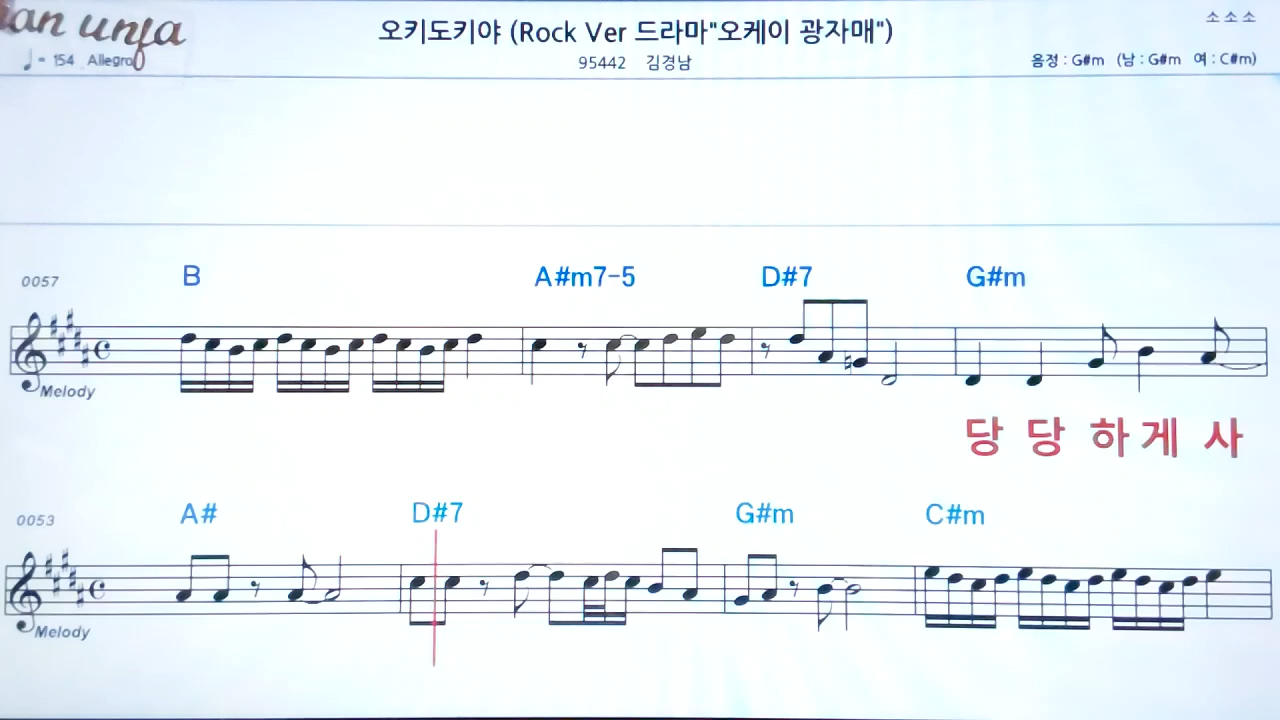 오키도키야 (Rock Ver 드라마"오케이 광자매")
소소소
♩= 154 Allegro
95442 김경남
음정 : G#m (남 : G#m 여 : C#m)
0057
B A#m7-5 D#7 G#m
Melody
당 당 하 게 사
0053
A# D#7 G#m C#m
Melody